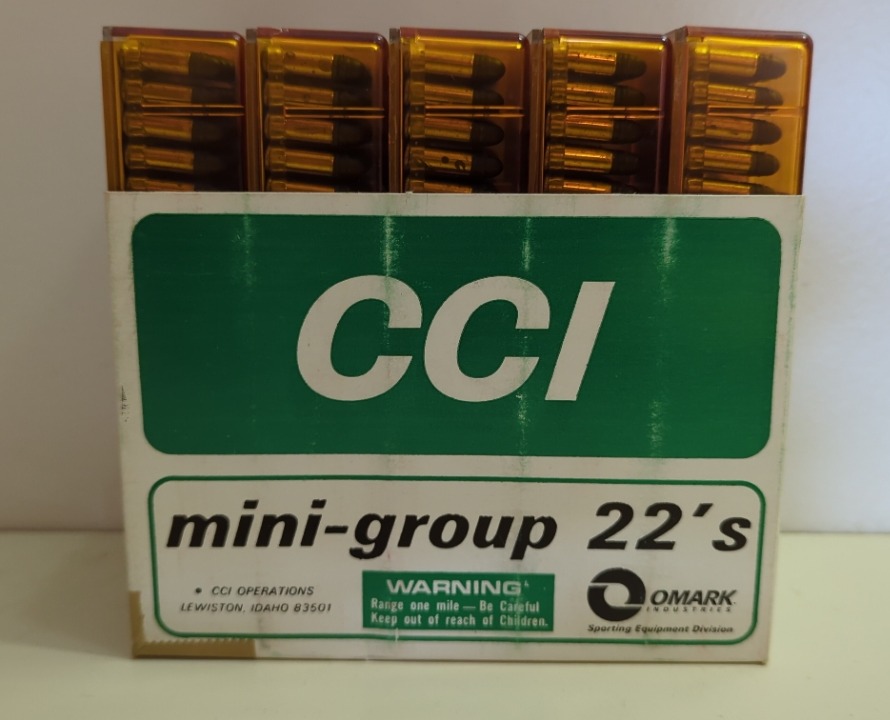 CCI
mini-group 22's
• CCI OPERATIONS
LEWISTON, IDAHO 83501
WARNING
Range one mile — Be Careful
Keep out of reach of Children.
OMARK
INDUSTRIES
Sporting Equipment Division